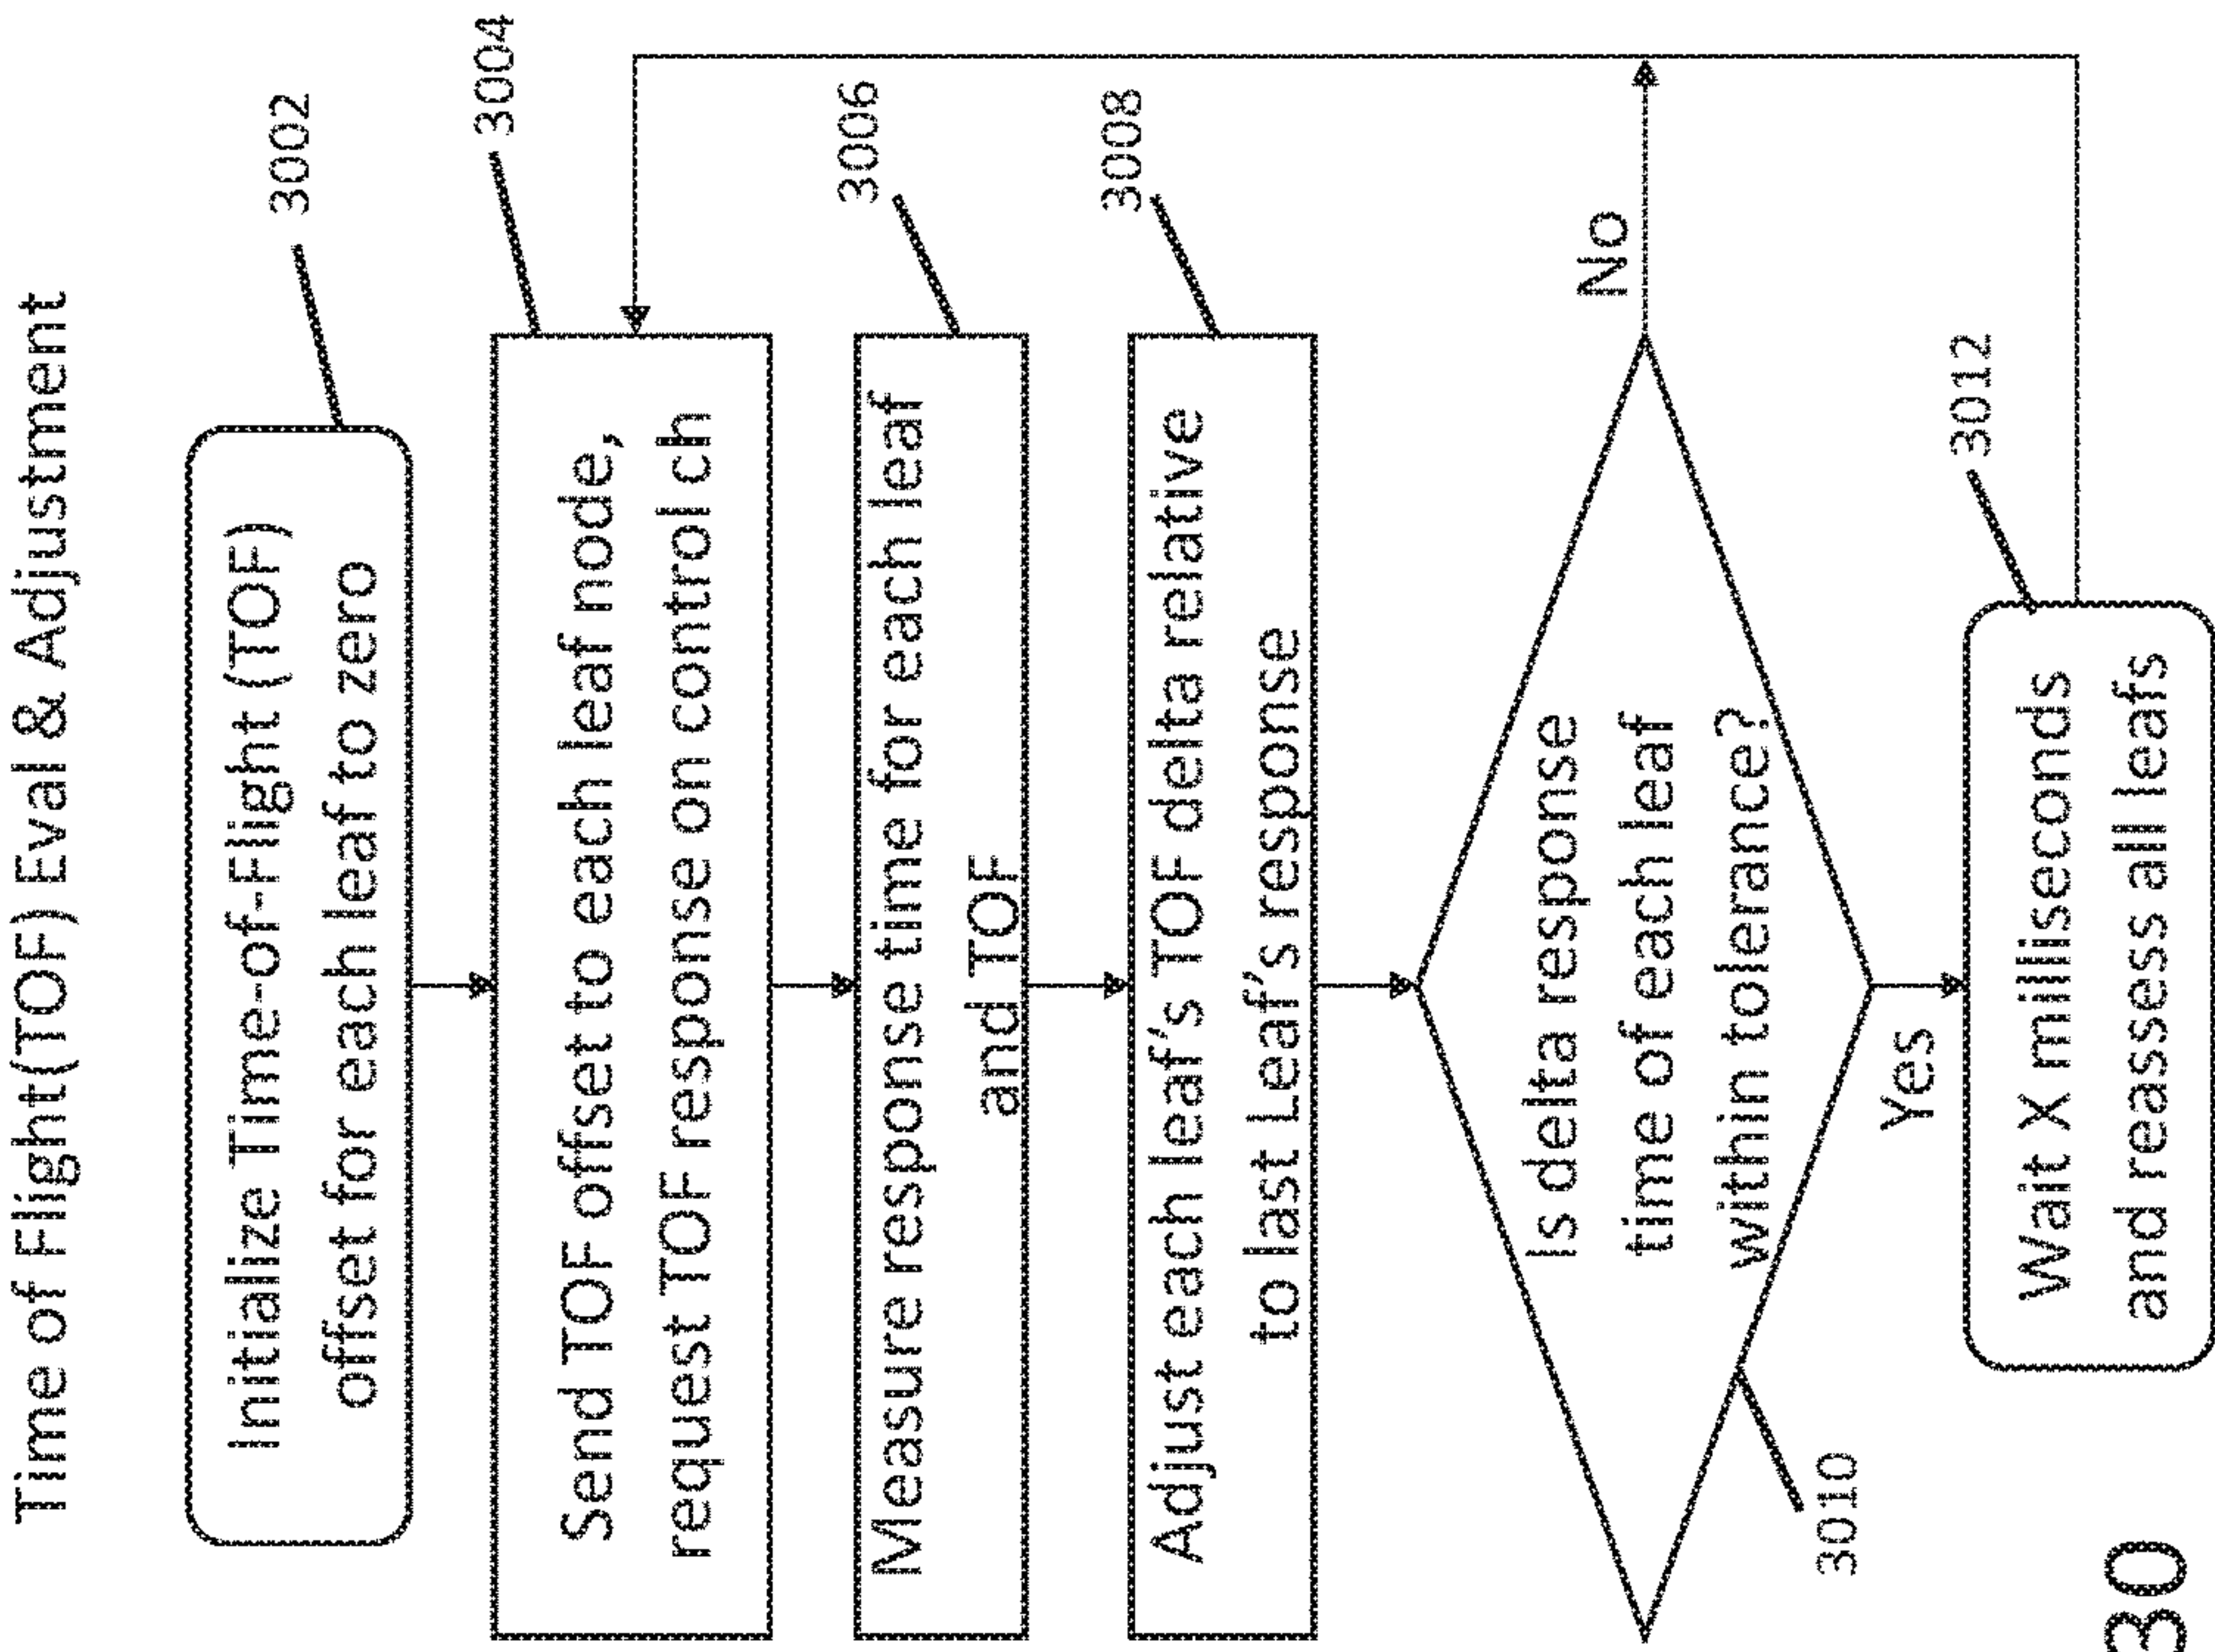 Time of Flight(TOF) Eval & Adjustment
3002
Initialize Time-of-Flight (TOF)
offset for each leaf to zero
3004
Send TOF offset to each leaf node,
request TOF response on control ch
3006
Measure response time for each leaf
and TOF
3008
Adjust each leaf's TOF delta relative
to last Leaf's response
Is delta response
time of each leaf
within tolerance?
No
3010
Yes
3012
Wait X milliseconds
and reassess all leafs
30